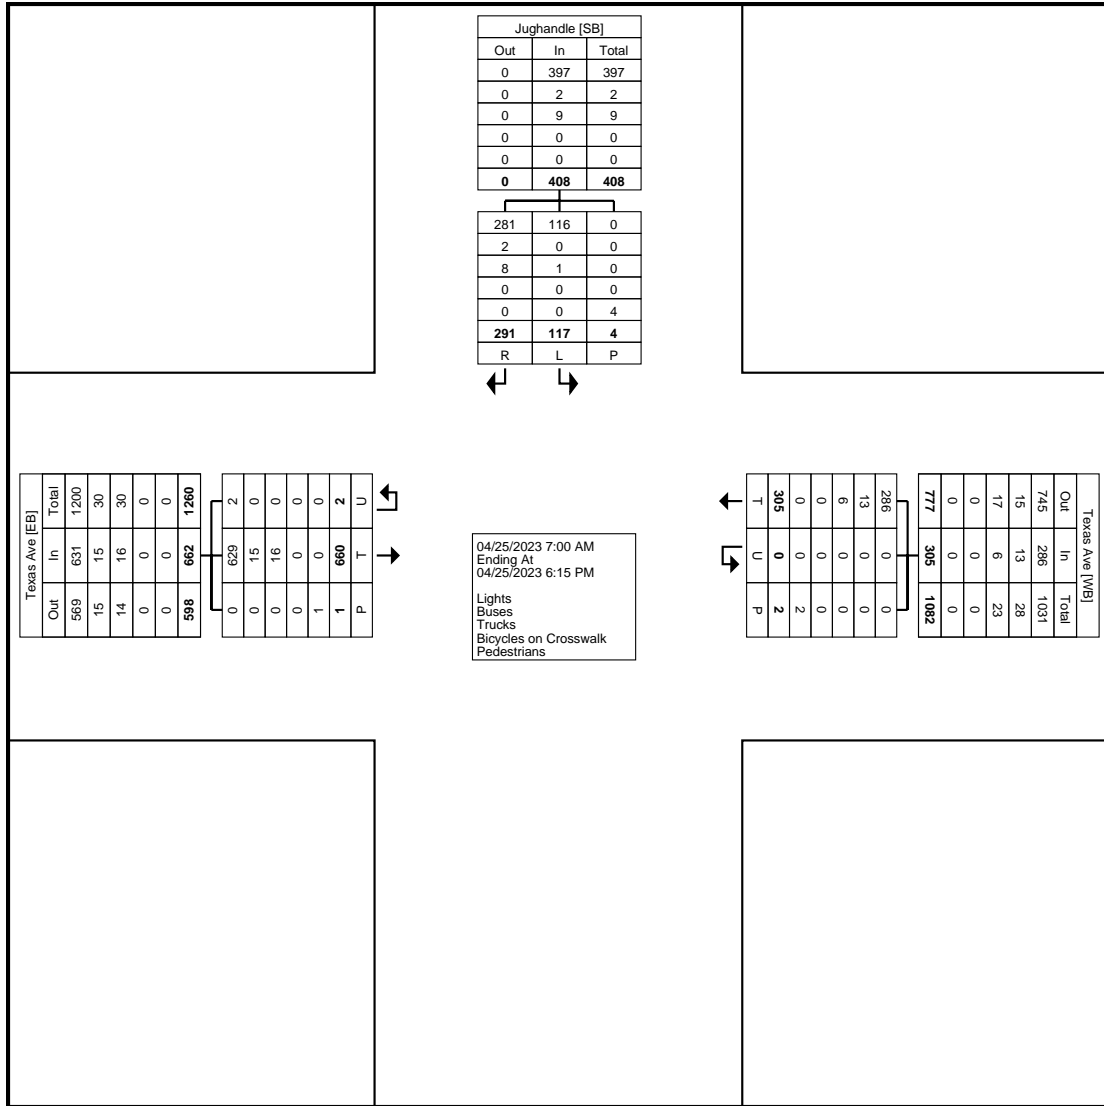 Jughandle [SB]
Out In Total
0 397 397
0 2 2
0 9 9
0 0 0
0 0 0
0 408 408
281 116 0
2 0 0
8 1 0
0 0 0
0 0 4
291 117 4
R L P
Texas Ave [EB]
Total In Out
1200 631 569
30 15 15
30 16 14
0 0 0
0 0 0
1260 662 598
2 629 0
0 15 0
0 16 0
0 0 0
0 0 1
2 660 1
U T P
04/25/2023 7:00 AM
Ending At
04/25/2023 6:15 PM
Lights
Buses
Trucks
Bicycles on Crosswalk
Pedestrians
Texas Ave [WB]
Out In Total
745 286 1031
15 13 28
17 6 23
0 0 0
0 0 0
777 305 1082
286 0 0
13 0 0
6 0 0
0 0 0
0 0 2
305 0 2
T U P